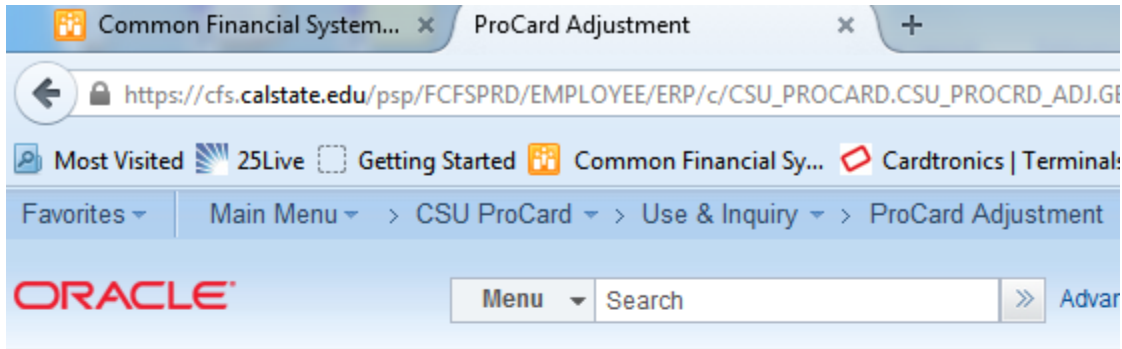 Common Financial System... × ProCard Adjustment × +
https://cfs.calstate.edu/psp/FCFSPRD/EMPLOYEE/ERP/c/CSU_PROCARD.CSU_PROCRD_ADJ.GE
Most Visited 25Live Getting Started Common Financial Sy... Cardtronics | Terminals
Favorites Main Menu > CSU ProCard > Use & Inquiry > ProCard Adjustment
ORACLE Menu Search » Advan